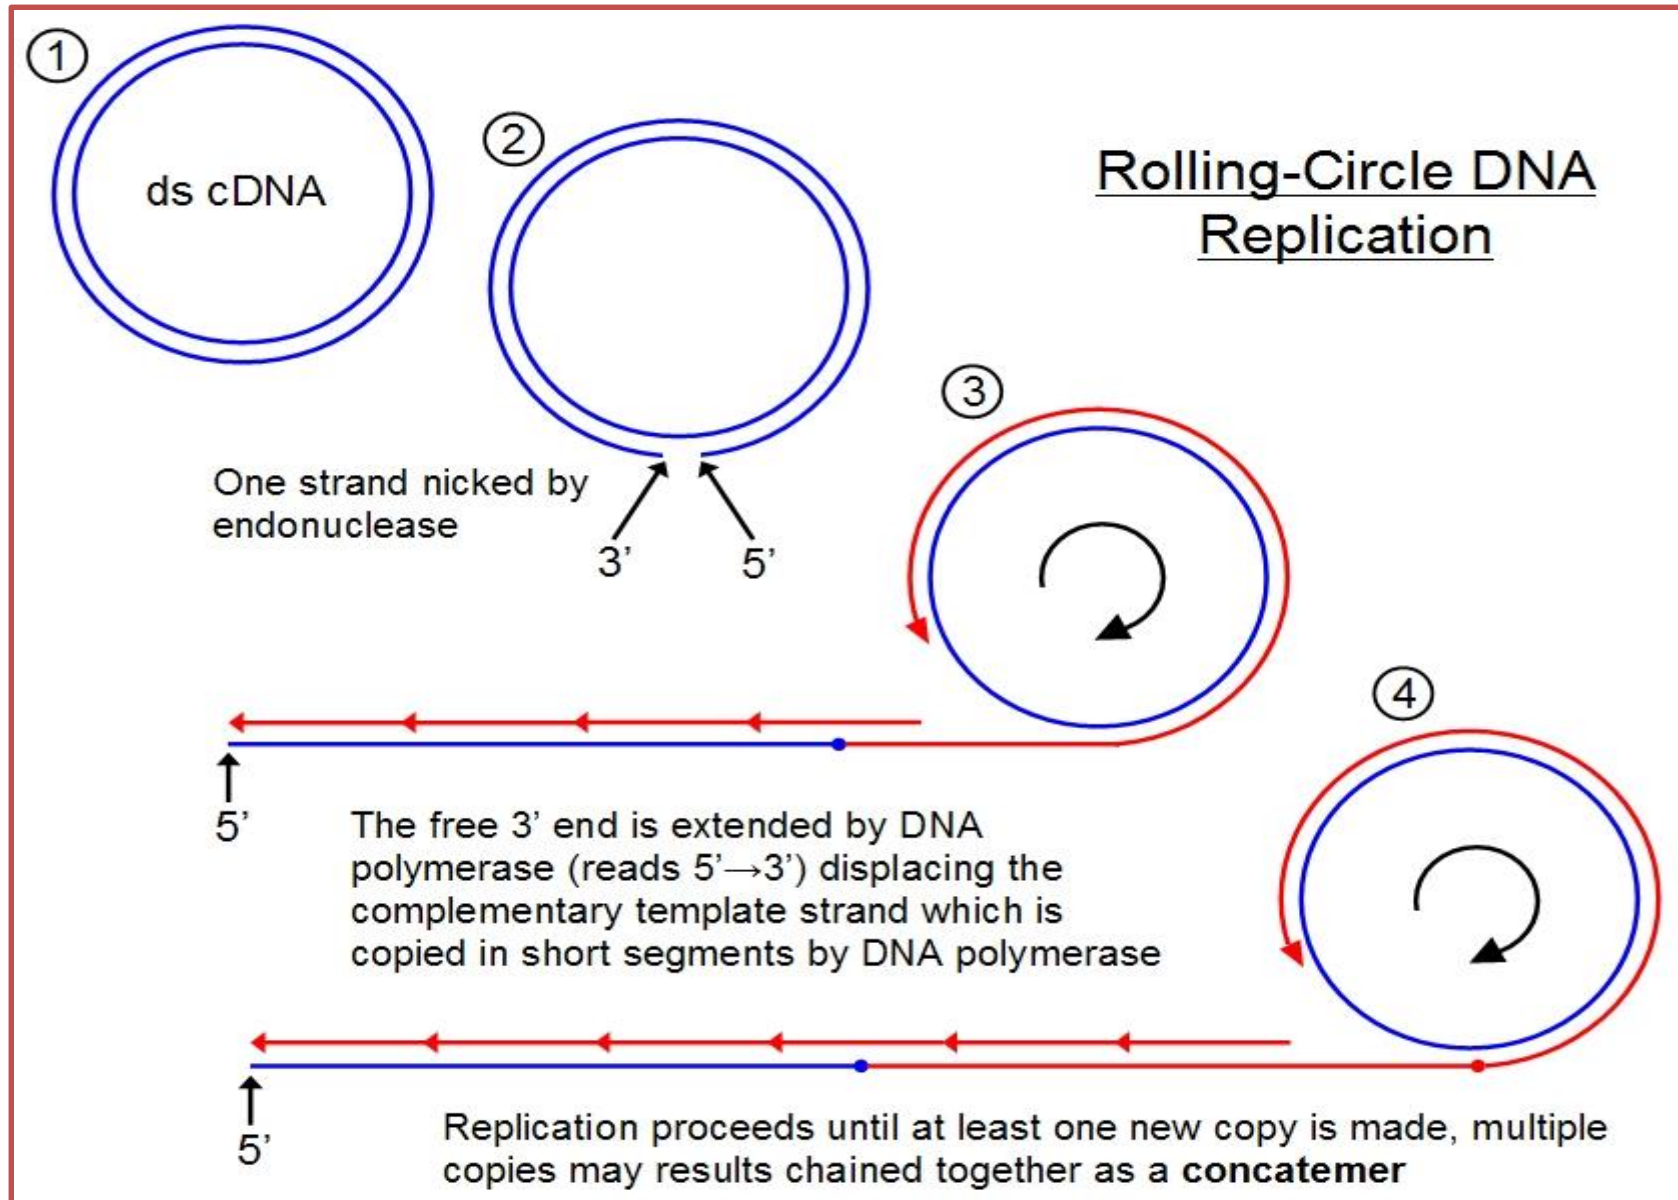 1
ds cDNA
2
Rolling-Circle DNA
Replication
One strand nicked by
endonuclease
3’
5’
3
4
5’
The free 3’ end is extended by DNA
polymerase (reads 5’→3’) displacing the
complementary template strand which is
copied in short segments by DNA polymerase
5’
Replication proceeds until at least one new copy is made, multiple
copies may results chained together as a concatemer